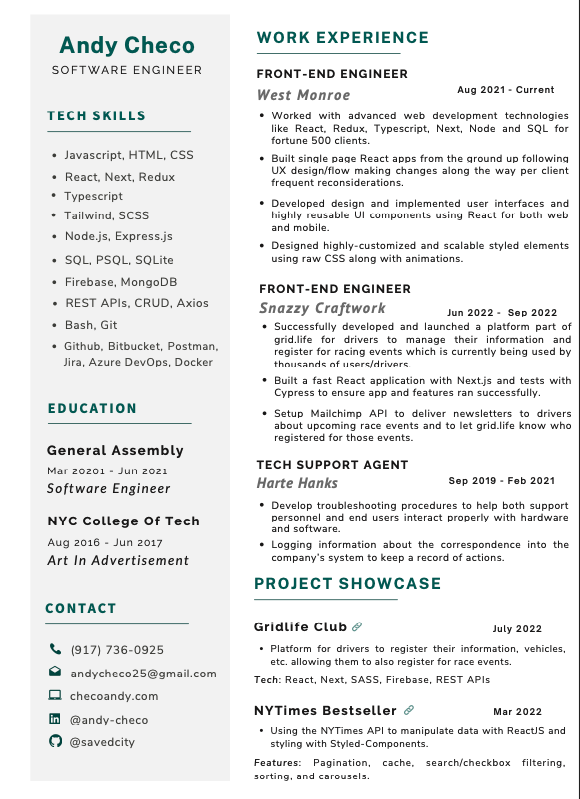 Andy Checo
SOFTWARE ENGINEER
TECH SKILLS
• Javascript, HTML, CSS
• React, Next, Redux
• Typescript
• Tailwind, SCSS
• Node.js, Express.js
• SQL, PSQL, SQLite
• Firebase, MongoDB
• REST APIs, CRUD, Axios
• Bash, Git
• Github, Bitbucket, Postman,
Jira, Azure DevOps, Docker
EDUCATION
General Assembly
Mar 20201 - Jun 2021
Software Engineer
NYC College Of Tech
Aug 2016 - Jun 2017
Art In Advertisement
CONTACT
(917) 736-0925
andycheco25@gmail.com
checoandy.com
@andy-checo
@savedcity
WORK EXPERIENCE
FRONT-END ENGINEER
West Monroe
Aug 2021 - Current
• Worked with advanced web development technologies
like React, Redux, Typescript, Next, Node and SQL for
fortune 500 clients.
• Built single page React apps from the ground up following
UX design/flow making changes along the way per client
frequent reconsiderations.
• Developed design and implemented user interfaces and
highly reusable UI components using React for both web
and mobile.
• Designed highly-customized and scalable styled elements
using raw CSS along with animations.
FRONT-END ENGINEER
Snazzy Craftwork
Jun 2022 - Sep 2022
• Successfully developed and launched a platform part of
grid.life for drivers to manage their information and
register for racing events which is currently being used by
thousands of users/drivers.
• Built a fast React application with Next.js and tests with
Cypress to ensure app and features ran successfully.
• Setup Mailchimp API to deliver newsletters to drivers
about upcoming race events and to let grid.life know who
registered for those events.
TECH SUPPORT AGENT
Harte Hanks
Sep 2019 - Feb 2021
• Develop troubleshooting procedures to help both support
personnel and end users interact properly with hardware
and software.
• Logging information about the correspondence into the
company's system to keep a record of actions.
PROJECT SHOWCASE
Gridlife Club
July 2022
• Platform for drivers to register their information, vehicles,
etc. allowing them to also register for race events.
Tech: React, Next, SASS, Firebase, REST APIs
NYTimes Bestseller
Mar 2022
• Using the NYTimes API to manipulate data with ReactJS and
styling with Styled-Components.
Features: Pagination, cache, search/checkbox filtering,
sorting, and carousels.